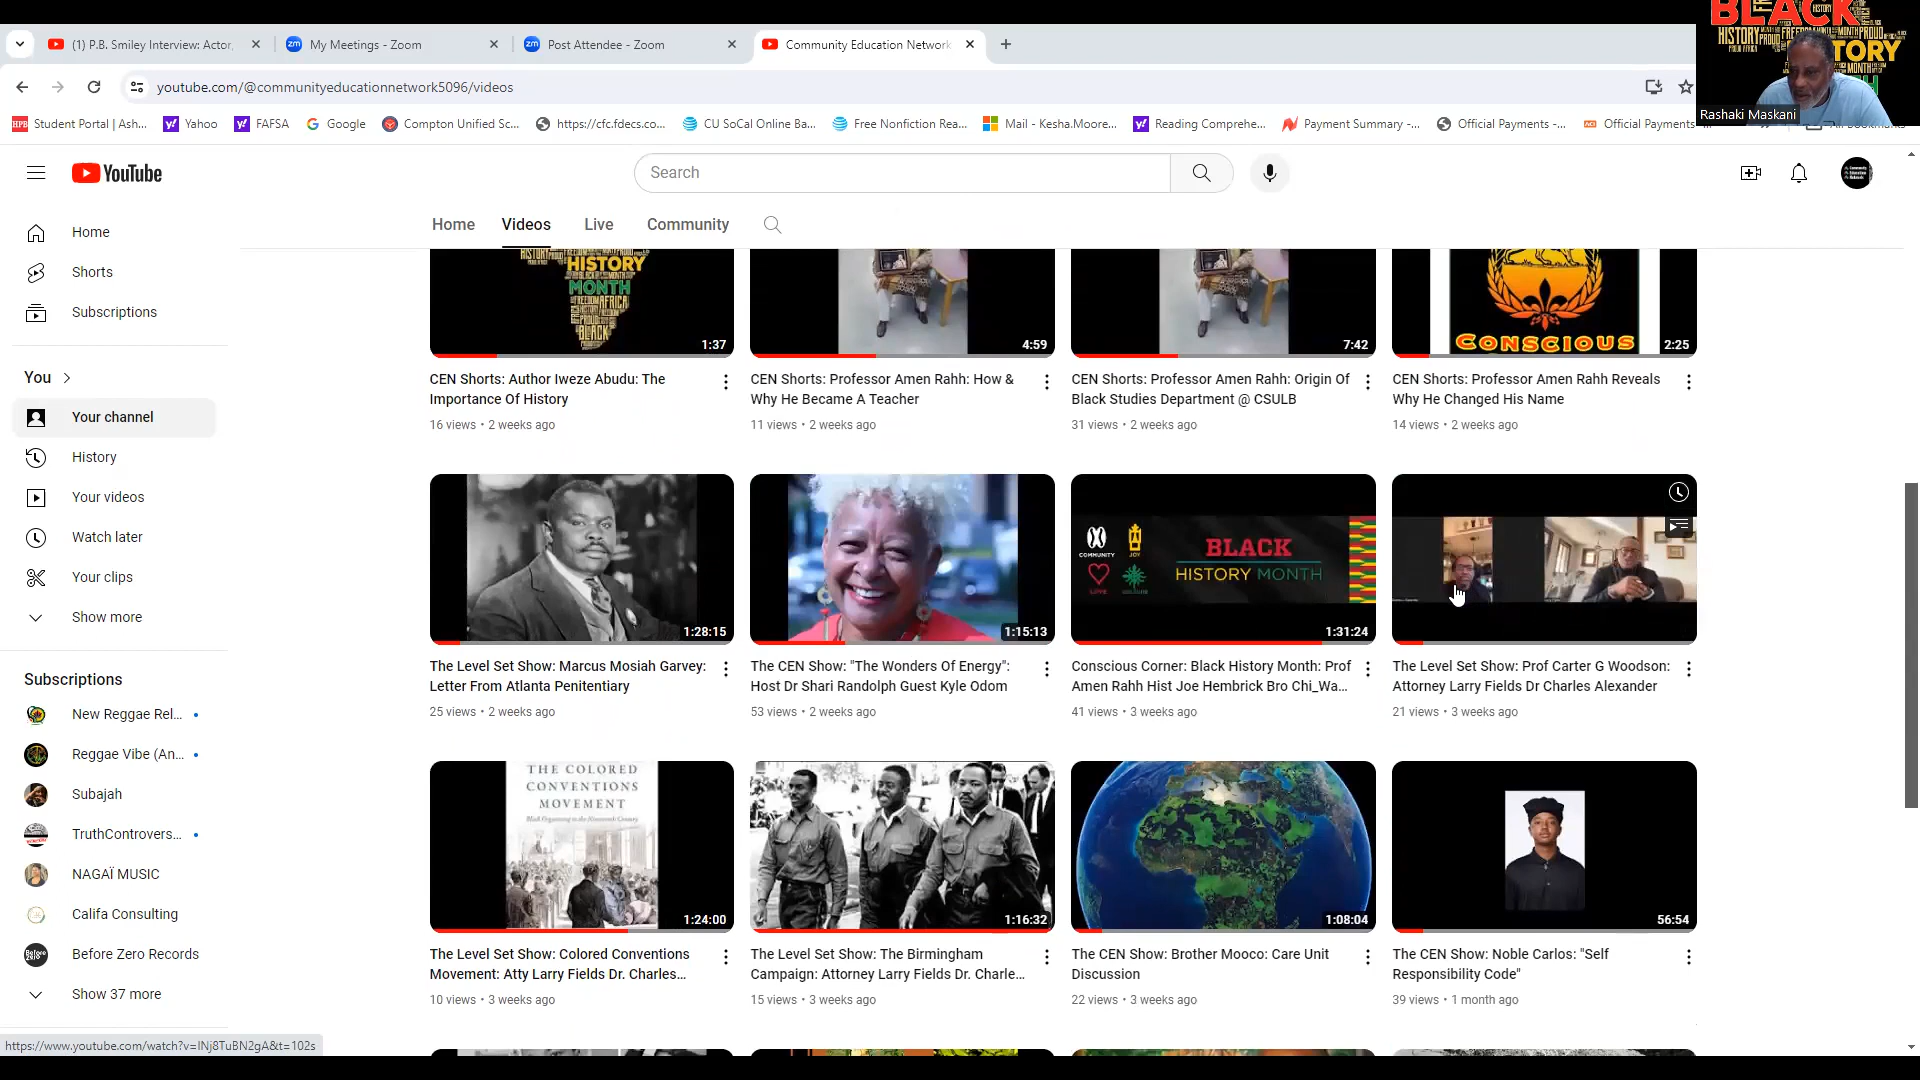 (1) P.B. Smiley Interview: Actor,
My Meetings - Zoom
Post Attendee - Zoom
Community Education Network
youtube.com/@communityeducationnetwork5096/videos
Student Portal | Ash...
Yahoo
FAFSA
Google
Compton Unified Sc...
https://cfc.fdecs.co...
CU SoCal Online Ba...
Free Nonfiction Rea...
Mail - Kesha.Moore...
Reading Comprehe...
Payment Summary -...
Official Payments -...
Official Payments
BLACK
HISTORY
Rashaki Maskani
YouTube
Search
Home
Videos
Live
Community
Home
Shorts
Subscriptions
You
Your channel
History
Your videos
Watch later
Your clips
Show more
Subscriptions
New Reggae Rel...
Reggae Vibe (An...
Subajah
TruthControvers...
NAGAÏ MUSIC
Califa Consulting
Before Zero Records
Show 37 more
HISTORY
MONTH
1:37
4:59
7:42
CONSCIOUS
2:25
CEN Shorts: Author Iweze Abudu: The
Importance Of History
16 views • 2 weeks ago
CEN Shorts: Professor Amen Rahh: How &
Why He Became A Teacher
11 views • 2 weeks ago
CEN Shorts: Professor Amen Rahh: Origin Of
Black Studies Department @ CSULB
31 views • 2 weeks ago
CEN Shorts: Professor Amen Rahh Reveals
Why He Changed His Name
14 views • 2 weeks ago
1:28:15
1:15:13
COMMUNITY
JOY
LOVE
BLACK
HISTORY MONTH
1:31:24
The Level Set Show: Marcus Mosiah Garvey:
Letter From Atlanta Penitentiary
25 views • 2 weeks ago
The CEN Show: "The Wonders Of Energy":
Host Dr Shari Randolph Guest Kyle Odom
53 views • 2 weeks ago
Conscious Corner: Black History Month: Prof
Amen Rahh Hist Joe Hembrick Bro Chi_Wa...
41 views • 3 weeks ago
The Level Set Show: Prof Carter G Woodson:
Attorney Larry Fields Dr Charles Alexander
21 views • 3 weeks ago
THE COLORED
CONVENTIONS
MOVEMENT
Black Organizing in the Nineteenth Century
1:24:00
1:16:32
1:08:04
56:54
The Level Set Show: Colored Conventions
Movement: Atty Larry Fields Dr. Charles...
10 views • 3 weeks ago
The Level Set Show: The Birmingham
Campaign: Attorney Larry Fields Dr. Charle...
15 views • 3 weeks ago
The CEN Show: Brother Mooco: Care Unit
Discussion
22 views • 3 weeks ago
The CEN Show: Noble Carlos: "Self
Responsibility Code"
39 views • 1 month ago
https://www.youtube.com/watch?v=INj8TuBN2gA&t=102s